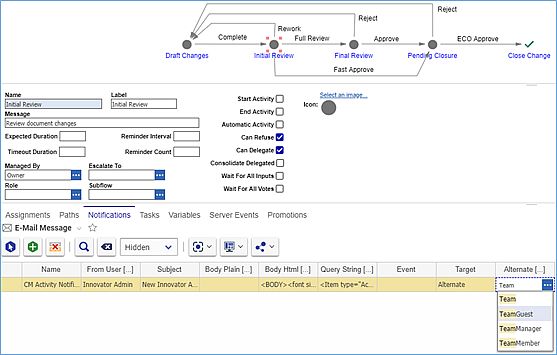 Reject
Reject
Rework
Complete
Full Review
Approve
ECO Approve
Draft Changes
Initial Review
Final Review
Pending Closure
Close Change
Fast Approve
Name
Label
Initial Review
Initial Review
Message
Review document changes
Expected Duration
Reminder Interval
Timeout Duration
Reminder Count
Managed By
Escalate To
Owner
Role
Subflow
Start Activity
End Activity
Automatic Activity
Can Refuse
Can Delegate
Consolidate Delegated
Wait For All Inputs
Wait For All Votes
Select an image...
Icon:
Assignments Paths Notifications Tasks Variables Server Events Promotions
E-Mail Message
Hidden
Name From User [...] Subject Body Plain [...] Body Html [...] Query String [...] Event Target Alternate [...]
CM Activity Notifi... Innovator Admin New Innovator A... <BODY><font si... <Item type="Ac... Alternate Team
Team
TeamGuest
TeamManager
TeamMember